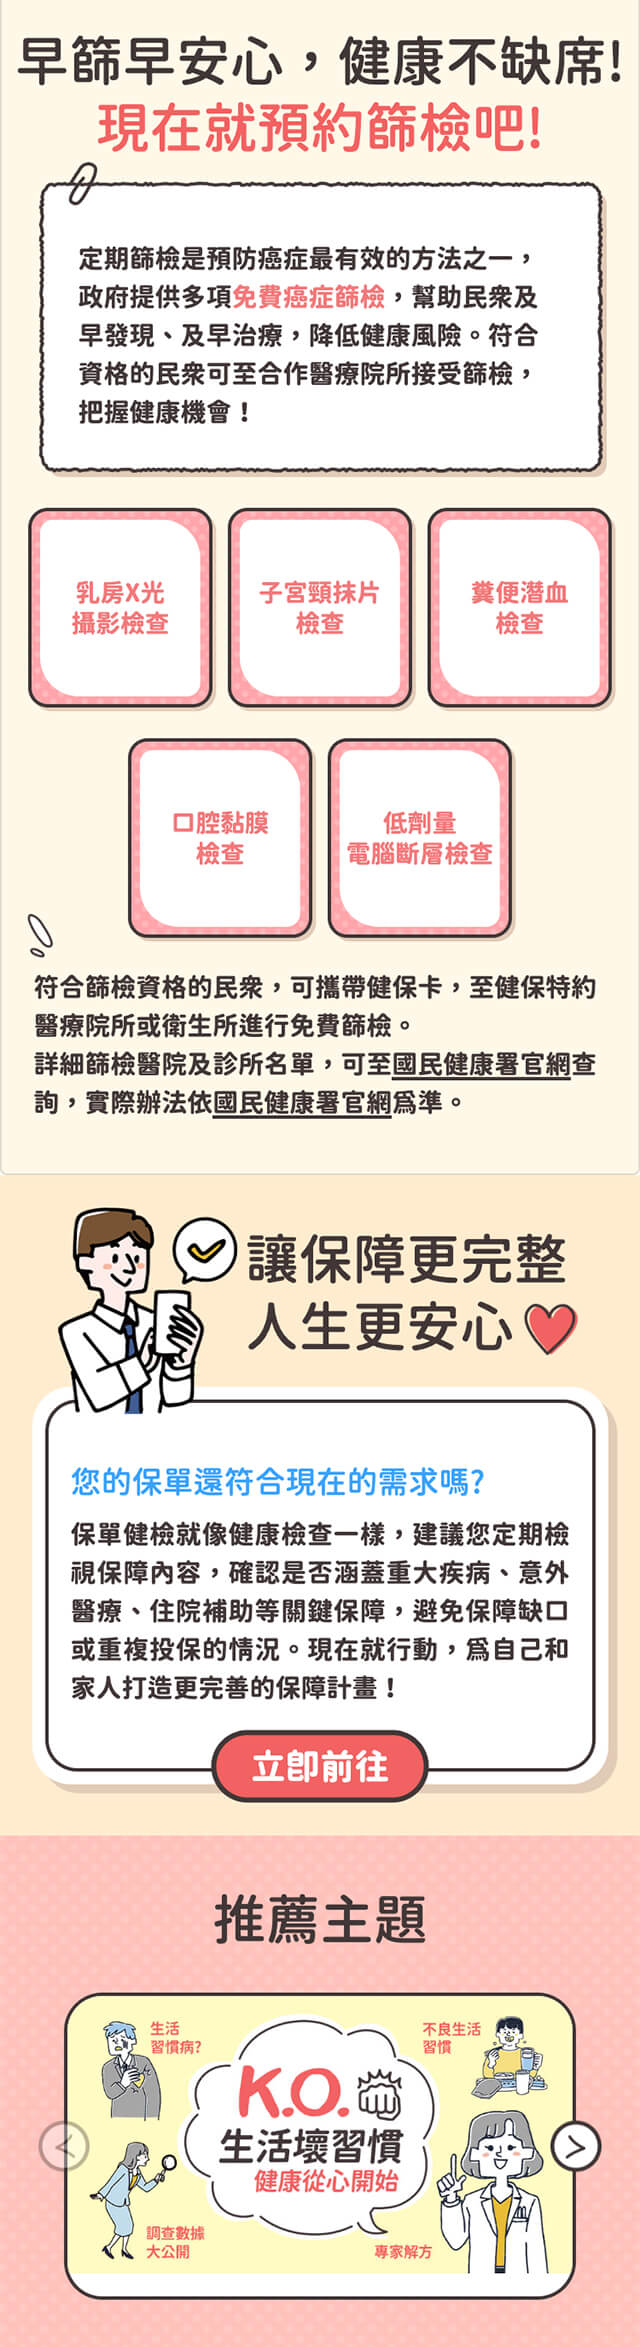 早篩早安心，健康不缺席!
現在就預約篩檢吧!
定期篩檢是預防癌症最有效的方法之一，
政府提供多項免費癌症篩檢，幫助民眾及
早發現、及早治療，降低健康風險。符合
資格的民眾可至合作醫療院所接受篩檢，
把握健康機會！
乳房X光
攝影檢查
子宮頸抹片
檢查
糞便潛血
檢查
口腔黏膜
檢查
低劑量
電腦斷層檢查
符合篩檢資格的民眾，可攜帶健保卡，至健保特約
醫療院所或衛生所進行免費篩檢。
詳細篩檢醫院及診所名單，可至國民健康署官網查
詢，實際辦法依國民健康署官網為準。
讓保障更完整
人生更安心
您的保單還符合現在的需求嗎?
保單健檢就像健康檢查一樣，建議您定期檢
視保障內容，確認是否涵蓋重大疾病、意外
醫療、住院補助等關鍵保障，避免保障缺口
或重複投保的情況。現在就行動，為自己和
家人打造更完善的保障計畫！
立即前往
推薦主題
生活
習慣病?
不良生活
習慣
K.O.
生活壞習慣
健康從心開始
調查數據
大公開
專家解方